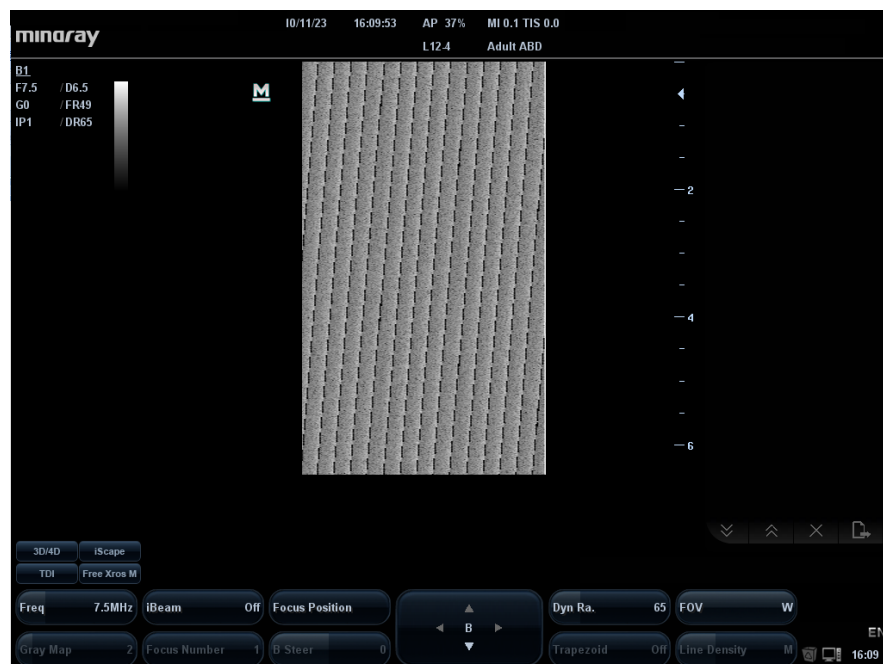 mindray
10/11/23 16:09:53 AP 37% MI 0.1 TIS 0.0
L12-4 Adult ABD
B1
F7.5 /D6.5
G0 /FR49
IP1 /DR65
M
2
4
6
3D/4D iScape
TDI Free Xros M
Freq 7.5MHz iBeam Off Focus Position B Dyn Ra. 65 FOV W
Gray Map 2 Focus Number 1 B Steer 0 Trapezoid Off Line Density M
EN
16:09